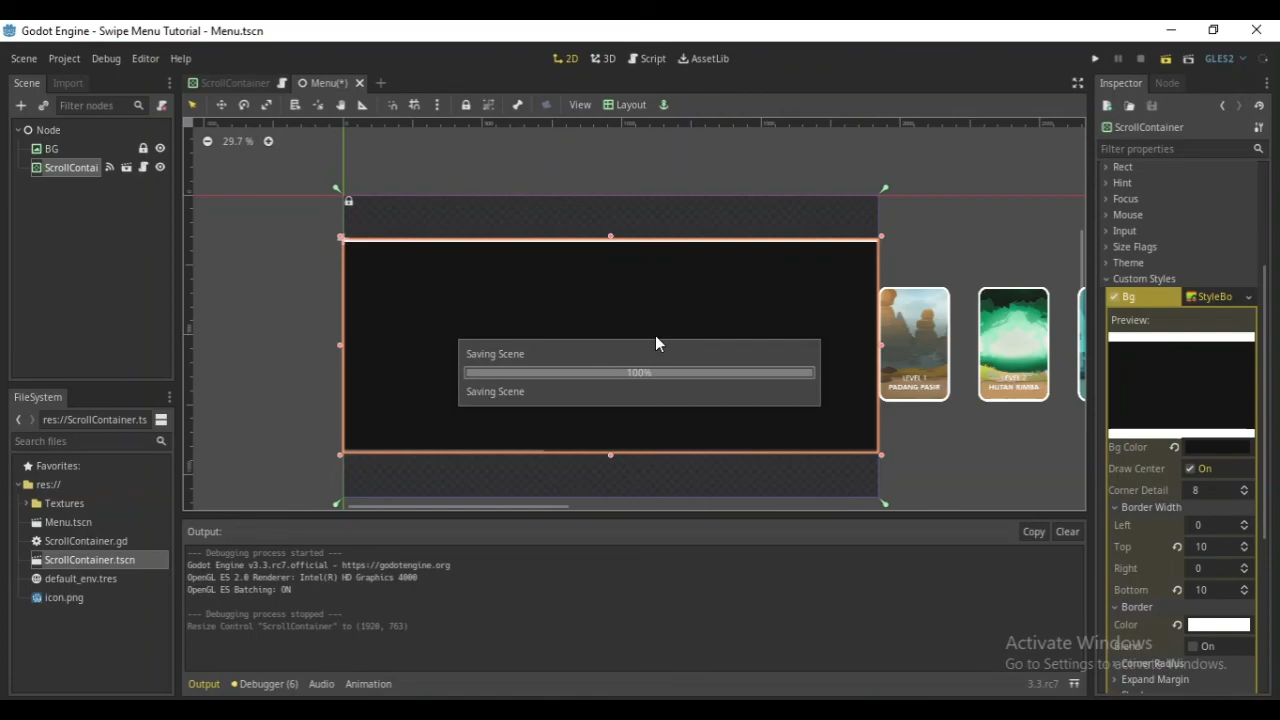 Godot Engine - Swipe Menu Tutorial - Menu.tscn
Scene Project Debug Editor Help
2D 3D Script AssetLib
GLES2
Scene Import
ScrollContainer Menu(*)
Inspector Node
Filter nodes
View Layout
Node
BG
ScrollContai
29.7 %
ScrollContainer
Filter properties
Rect
Hint
Focus
Mouse
Input
Size Flags
Theme
Custom Styles
Bg StyleBo
Preview:
LEVEL 1
PADANG PASIR
LEVEL 2
HUTAN RIMBA
Saving Scene
100%
Saving Scene
FileSystem
res://ScrollContainer.ts
Search files
Favorites:
res://
Textures
Menu.tscn
ScrollContainer.gd
ScrollContainer.tscn
default_env.tres
icon.png
Bg Color
Draw Center On
Corner Detail 8
Border Width
Left 0
Top 10
Right 0
Bottom 10
Border
Color
Blend On
Corner Radius
Expand Margin
Output:
Copy Clear
--- Debugging process started ---
Godot Engine v3.3.rc7.official - https://godotengine.org
OpenGL ES 2.0 Renderer: Intel(R) HD Graphics 4000
OpenGL ES Batching: ON
--- Debugging process stopped ---
Resize Control "ScrollContainer" to (1920, 763)
Activate Windows
Go to Settings to activate Windows.
Output Debugger (6) Audio Animation
3.3.rc7